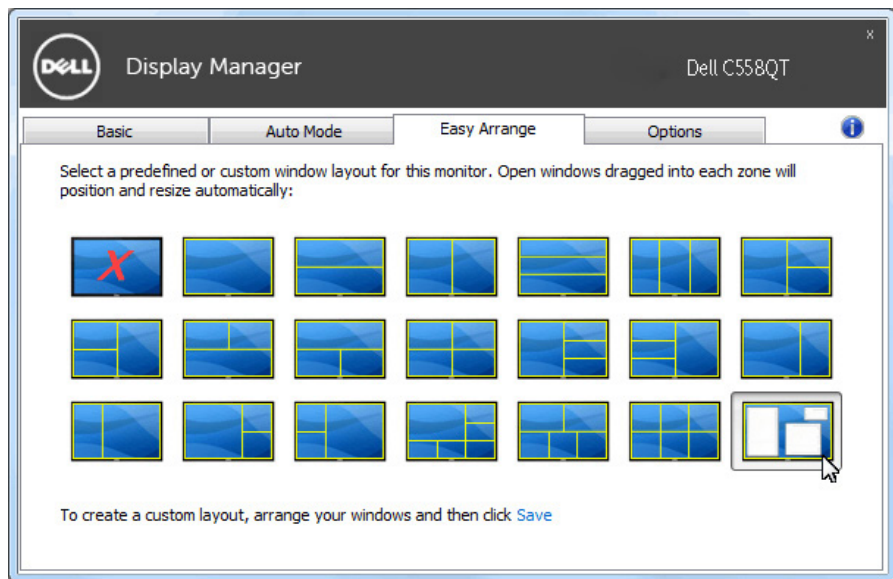 DELL
Display Manager
Dell C558QT
x
Basic
Auto Mode
Easy Arrange
Options
i
Select a predefined or custom window layout for this monitor. Open windows dragged into each zone will
position and resize automatically:
X
To create a custom layout, arrange your windows and then click Save